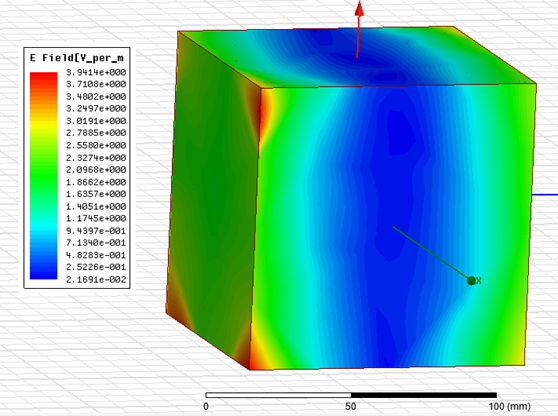 E Field[V_per_m
3.9414e+000
3.7108e+000
3.4802e+000
3.2497e+000
3.0191e+000
2.7885e+000
2.5580e+000
2.3274e+000
2.0968e+000
1.8662e+000
1.6357e+000
1.4051e+000
1.1745e+000
9.4397e-001
7.1340e-001
4.8283e-001
2.5226e-001
2.1691e-002
X
0
50
100 (mm)